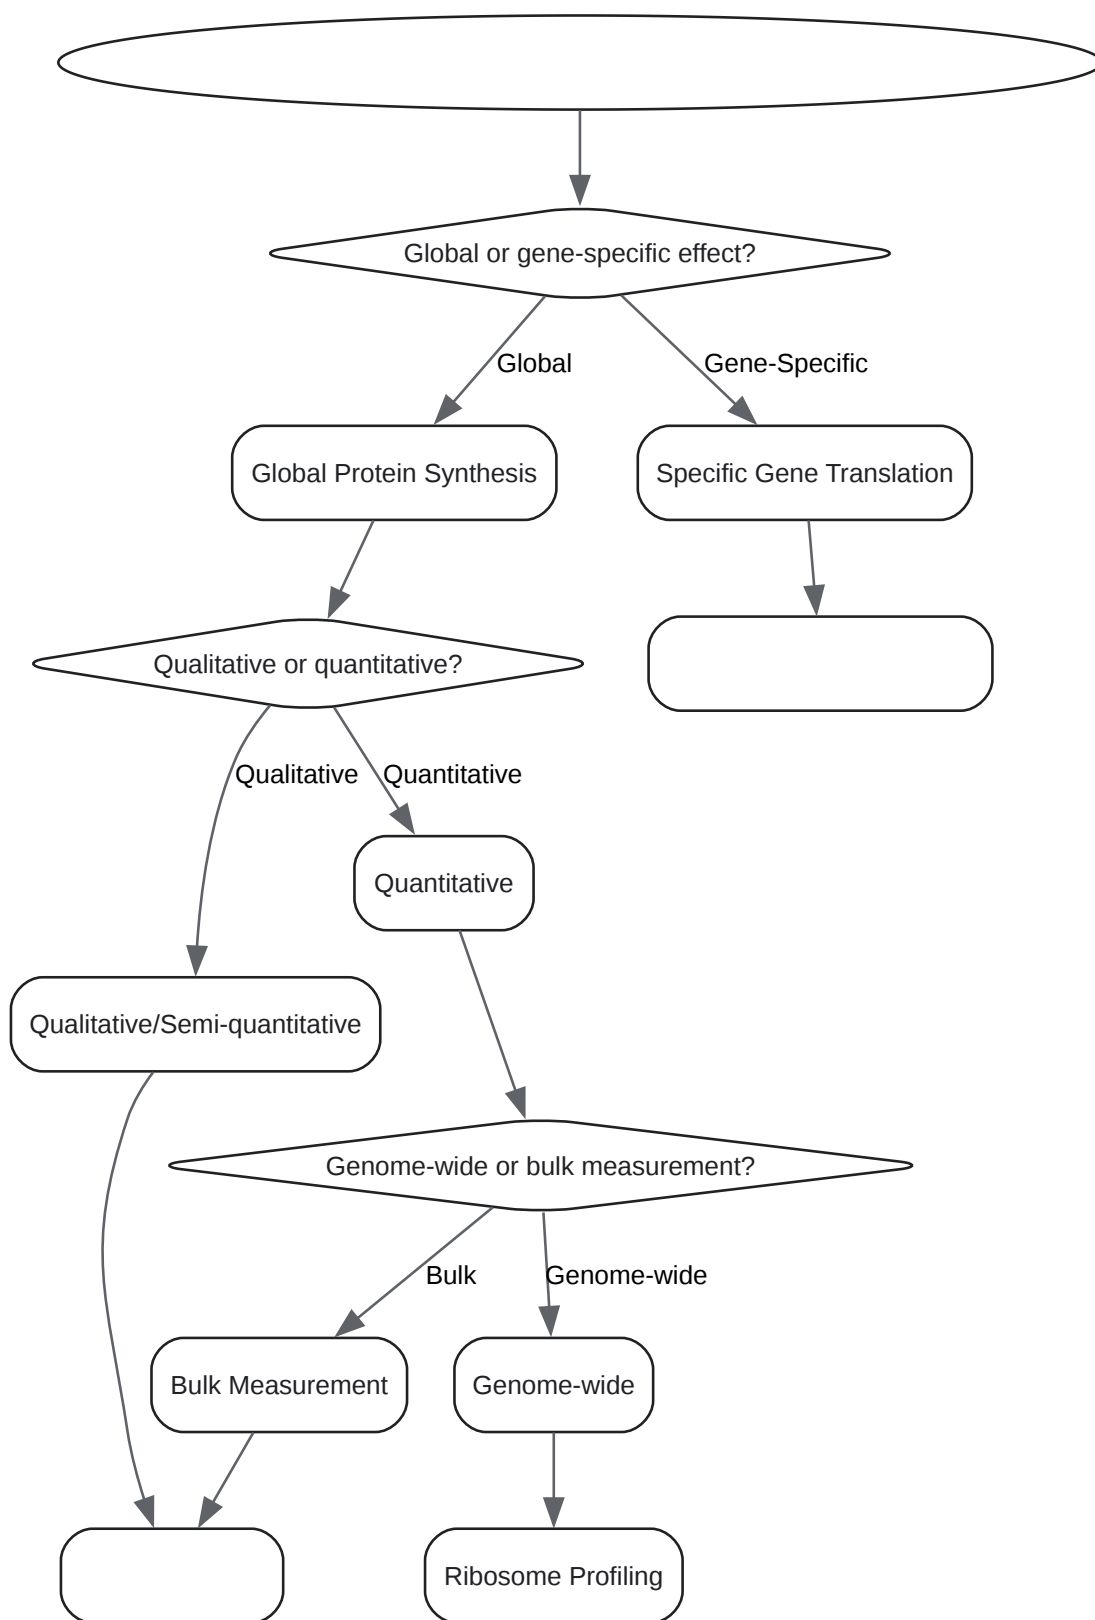 Global or gene-specific effect?
Global
Gene-Specific
Global Protein Synthesis
Specific Gene Translation
Qualitative or quantitative?
Qualitative
Quantitative
Quantitative
Qualitative/Semi-quantitative
Genome-wide or bulk measurement?
Bulk
Genome-wide
Bulk Measurement
Genome-wide
Ribosome Profiling